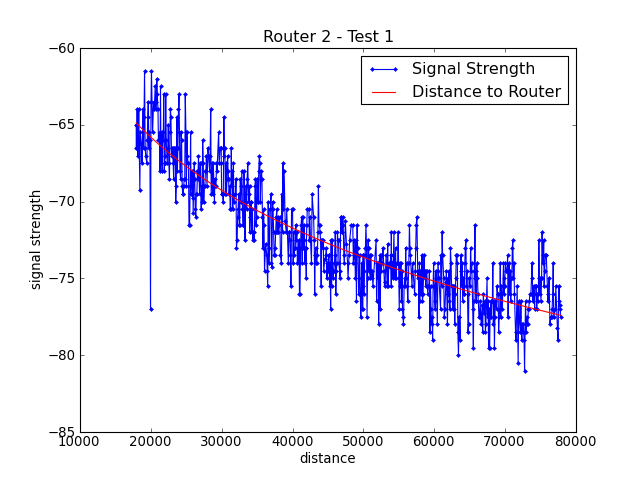 Router 2 - Test 1
−60
−65
−70
−75
−80
−85
signal strength
Signal Strength
Distance to Router
10000 20000 30000 40000 50000 60000 70000 80000
distance